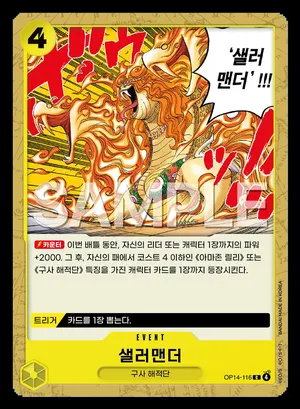 4
'샐러
맨더' !!!
SAMPLE
카운터 이번 배틀 동안, 자신의 리더 또는 캐릭터 1장까지의 파워
+2000. 그 후, 자신의 패에서 코스트 4 이하인 《아마존 릴리》 또는
《구사 해적단》 특징을 가진 캐릭터 카드를 1장까지 등장시킨다.
트리거 카드를 1장 뽑는다.
EVENT
샐러맨더
구사 해적단
OP14-116 C
BANDAI MADE IN KOREA